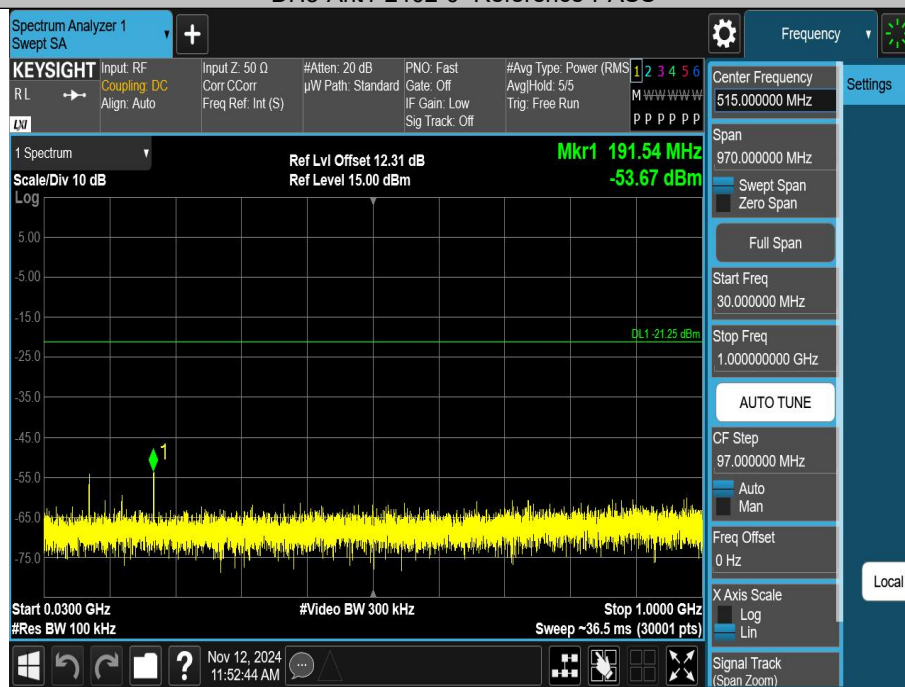 Spectrum Analyzer 1
Swept SA
Frequency
KEYSIGHT
RL
LXI
Input: RF
Coupling: DC
Align: Auto
Input Z: 50 Ω
Corr CCorr
Freq Ref: Int (S)
#Atten: 20 dB
µW Path: Standard
PNO: Fast
Gate: Off
IF Gain: Low
Sig Track: Off
#Avg Type: Power (RMS
Avg|Hold: 5/5
Trig: Free Run
1 2 3 4 5 6
M W W W W W
P P P P P P
1 Spectrum
Scale/Div 10 dB
Log
Ref Lvl Offset 12.31 dB
Ref Level 15.00 dBm
Mkr1 191.54 MHz
-53.67 dBm
5.00
-5.00
-15.0
DL1 -21.25 dBm
-25.0
-35.0
-45.0
1
-55.0
-65.0
-75.0
Start 0.0300 GHz
#Res BW 100 kHz
#Video BW 300 kHz
Stop 1.0000 GHz
Sweep ~36.5 ms (30001 pts)
Center Frequency
515.000000 MHz
Settings
Span
970.000000 MHz
Swept Span
Zero Span
Full Span
Start Freq
30.000000 MHz
Stop Freq
1.000000000 GHz
AUTO TUNE
CF Step
97.000000 MHz
Auto
Man
Freq Offset
0 Hz
Local
X Axis Scale
Log
Lin
Signal Track
(Span Zoom)
?
Nov 12, 2024
11:52:44 AM